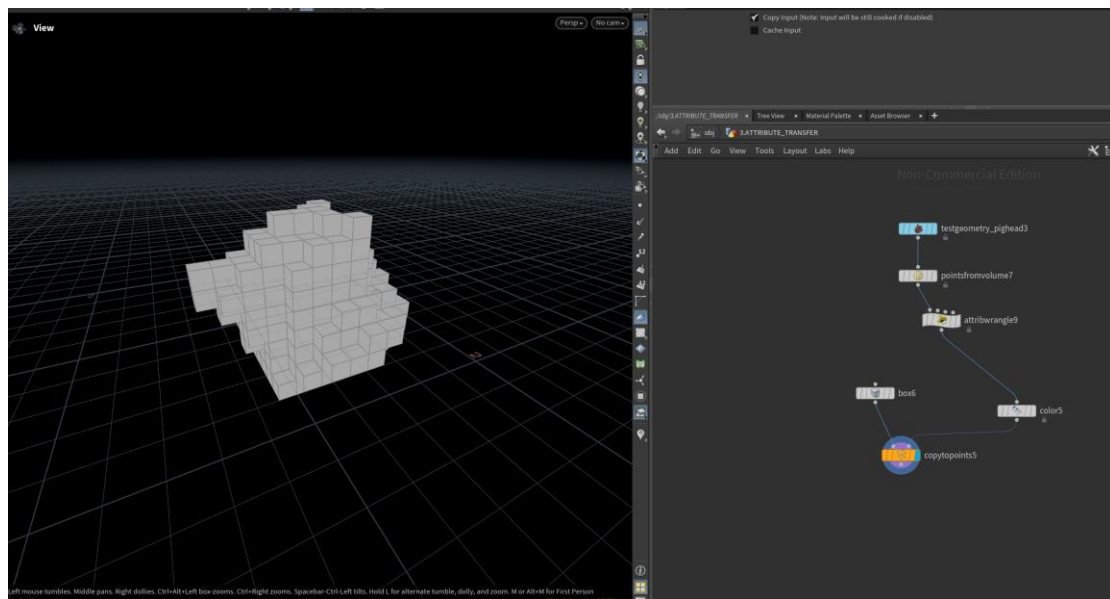 View
Persp
No cam
Left mouse tumbles. Middle pans. Right dollies. Ctrl+Alt+Left box-zooms. Ctrl+Right zooms. Spacebar-Ctrl-Left tilts. Hold L for alternate tumble, dolly, and zoom. M or Alt+M for First Person
Copy Input (Note: Input will be still cooked if disabled)
Cache Input
/obj/3.ATTRIBUTE_TRANSFER
Tree View
Material Palette
Asset Browser
obj
3.ATTRIBUTE_TRANSFER
Add Edit Go View Tools Layout Labs Help
Non-Commercial Edition
testgeometry_pighead3
pointsfromvolume7
attribwrangle9
box6
color5
copytopoints5